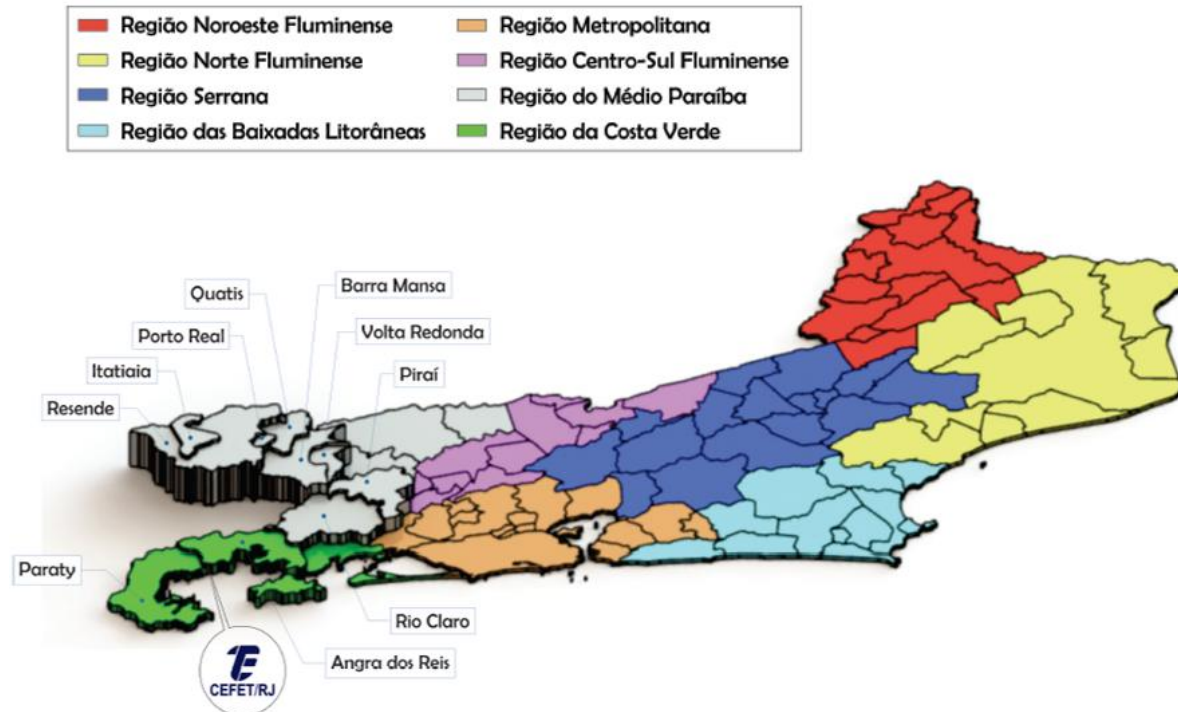 Região Noroeste Fluminense
Região Metropolitana
Região Norte Fluminense
Região Centro-Sul Fluminense
Região Serrana
Região do Médio Paraíba
Região das Baixadas Litorâneas
Região da Costa Verde
Barra Mansa
Quatis
Porto Real
Volta Redonda
Itatiaia
Piraí
Resende
Paraty
Rio Claro
Angra dos Reis
CEFET/RJ